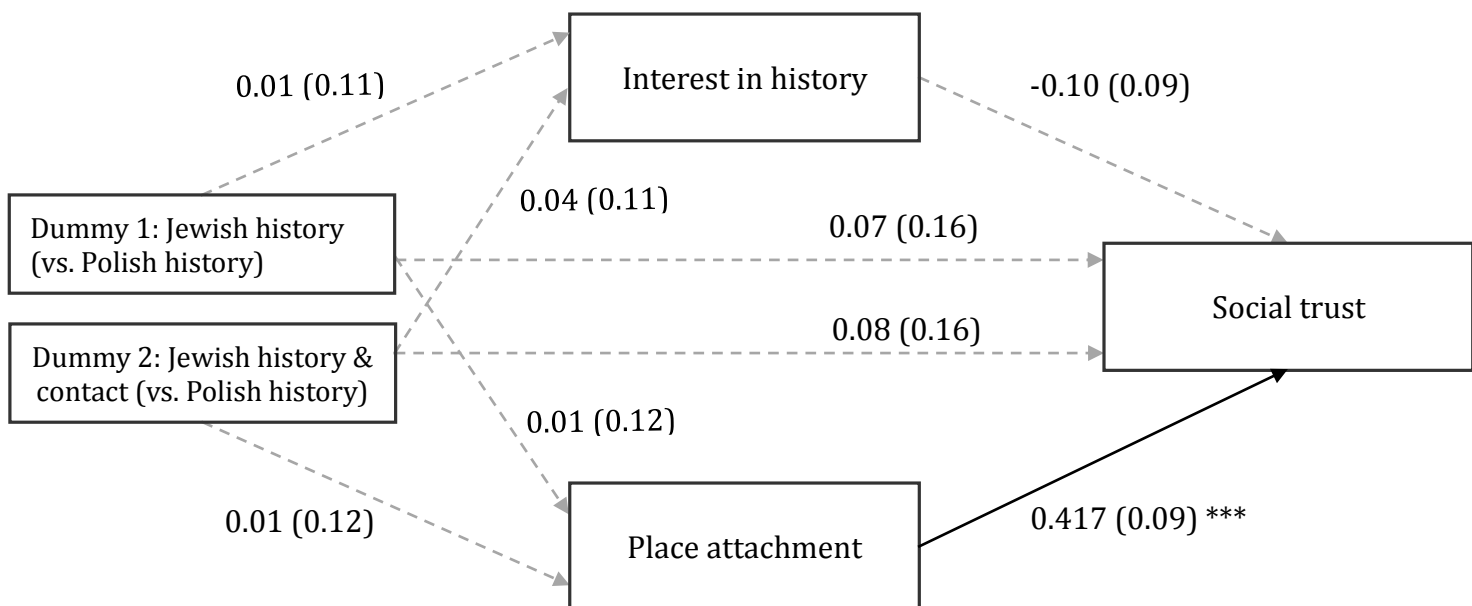 Interest in history
0.01 (0.11)
-0.10 (0.09)
0.04 (0.11)
Dummy 1: Jewish history
(vs. Polish history)
0.07 (0.16)
Social trust
Dummy 2: Jewish history &
contact (vs. Polish history)
0.08 (0.16)
0.01 (0.12)
0.01 (0.12)
Place attachment
0.417 (0.09) ***